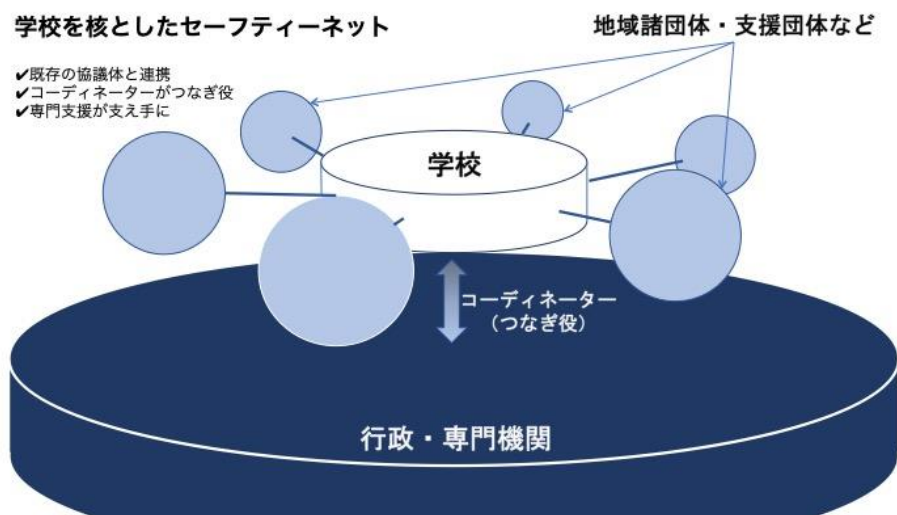 学校を核としたセーフティーネット
地域諸団体・支援団体など
✔既存の協議体と連携
✔コーディネーターがつなぎ役
✔専門支援が支え手に
学校
コーディネーター
（つなぎ役）
行政・専門機関